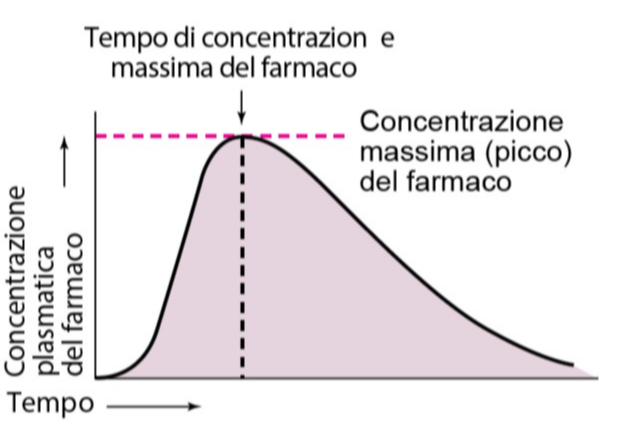 Tempo di concentrazion e
massima del farmaco
Concentrazione
massima (picco)
del farmaco
Concentrazione
plasmatica
del farmaco
Tempo